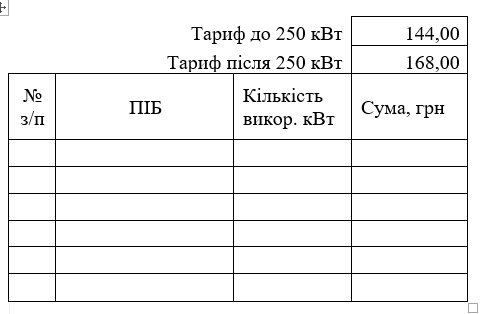 Тариф до 250 кВт 144,00
Тариф після 250 кВт 168,00
№ Кількість
ПІБ Сума, грн
з/п викор. кВт